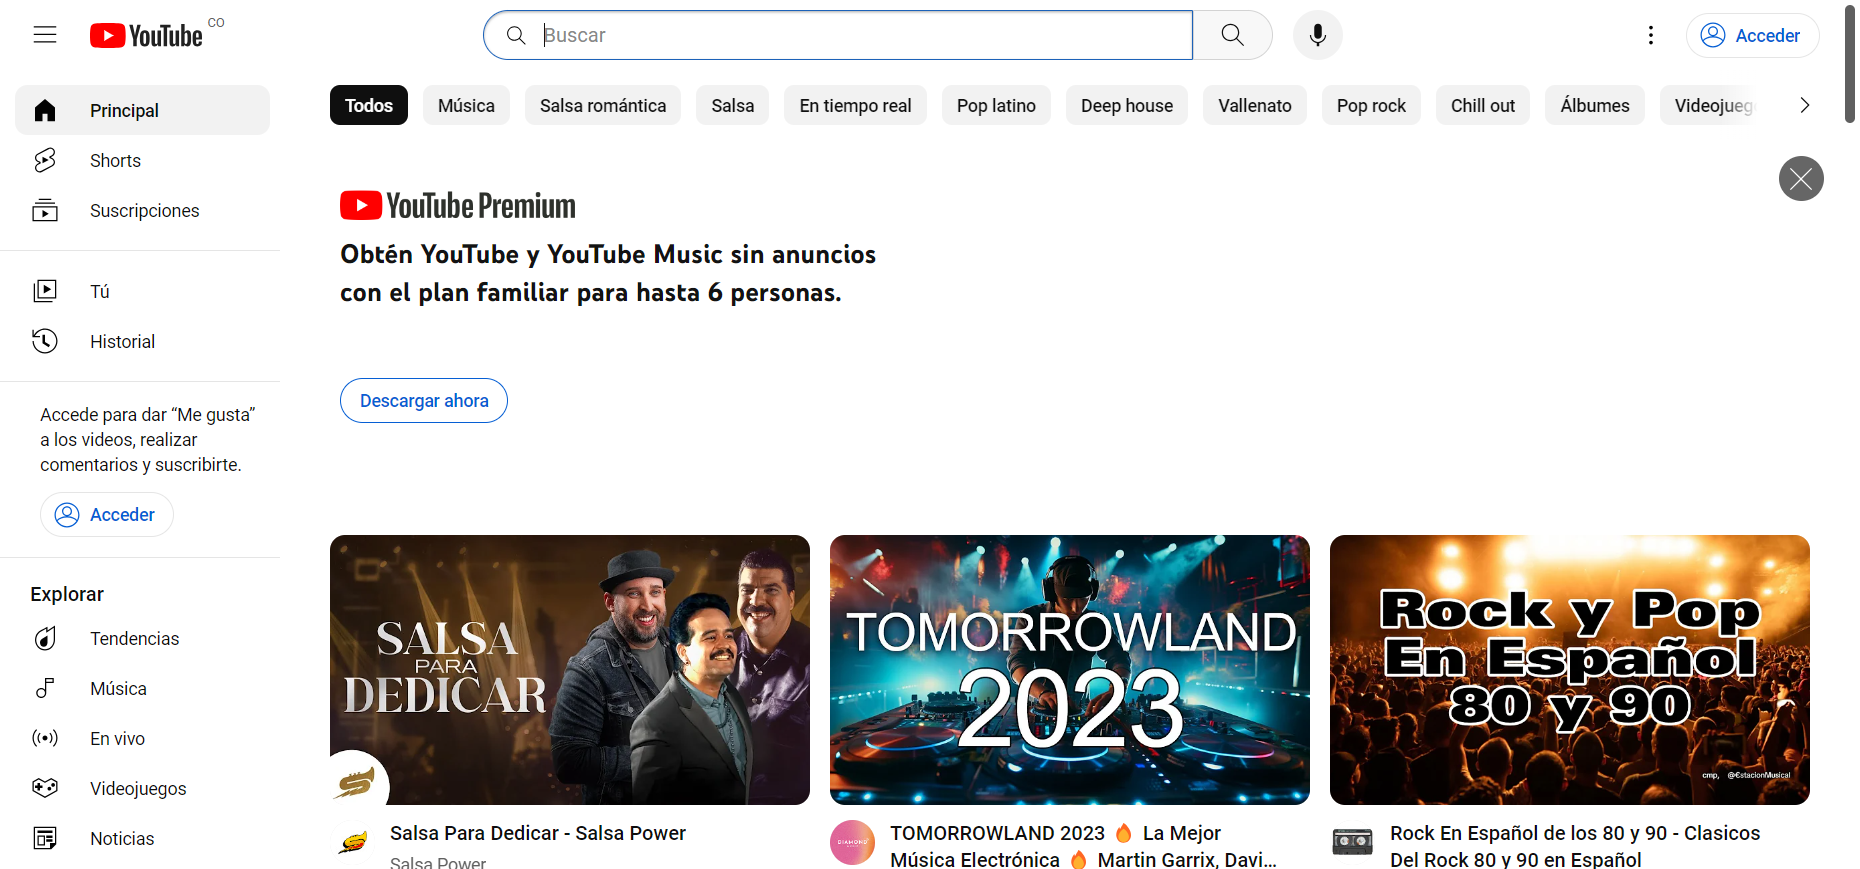 YouTube CO
Buscar
Acceder
Principal
Shorts
Suscripciones
Tú
Historial
Accede para dar “Me gusta”
a los videos, realizar
comentarios y suscribirte.
Acceder
Explorar
Tendencias
Música
En vivo
Videojuegos
Noticias
Todos
Música
Salsa romántica
Salsa
En tiempo real
Pop latino
Deep house
Vallenato
Pop rock
Chill out
Álbumes
Videojueg
YouTube Premium
Obtén YouTube y YouTube Music sin anuncios
con el plan familiar para hasta 6 personas.
Descargar ahora
SALSA
PARA
DEDICAR
Salsa Para Dedicar - Salsa Power
Salsa Power
TOMORROWLAND
2023
DIAMOND
TOMORROWLAND 2023 🔥 La Mejor
Música Electrónica 🔥 Martin Garrix, Davi...
Rock y Pop
En Español
80 y 90
cmp, @EstacionMusical
Rock En Español de los 80 y 90 - Clasicos
Del Rock 80 y 90 en Español